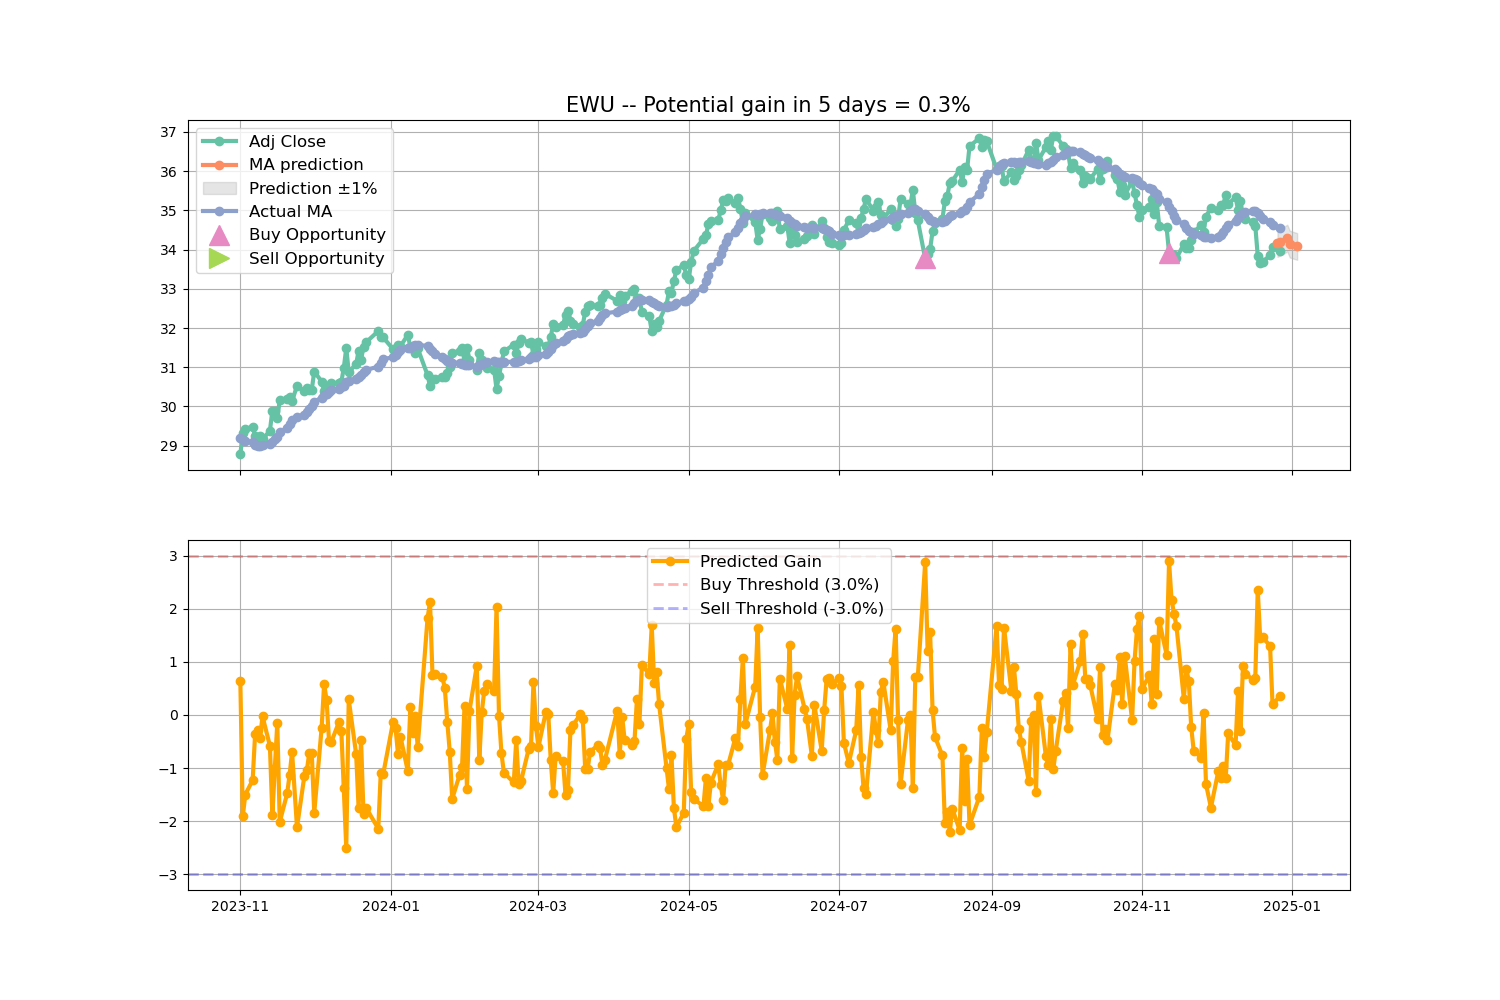 EWU -- Potential gain in 5 days = 0.3%
37
36
35
34
33
32
31
30
29
Adj Close
MA prediction
Prediction ±1%
Actual MA
Buy Opportunity
Sell Opportunity
3
2
1
0
−1
−2
−3
Predicted Gain
Buy Threshold (3.0%)
Sell Threshold (-3.0%)
2023-11
2024-01
2024-03
2024-05
2024-07
2024-09
2024-11
2025-01